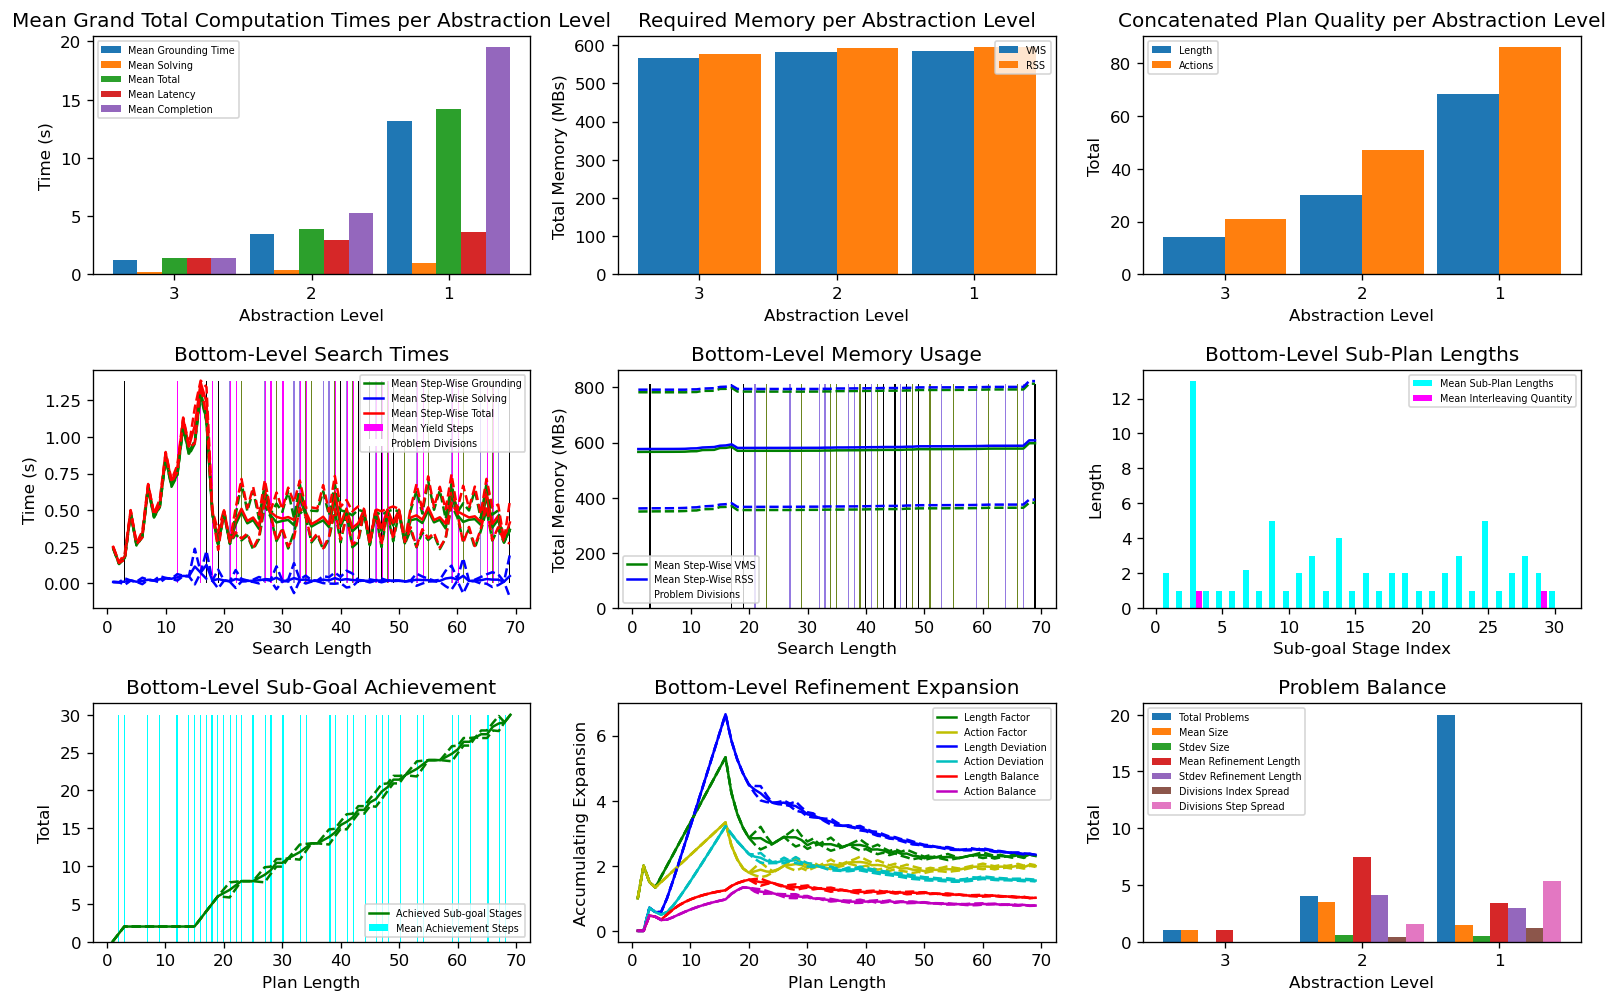 Mean Grand Total Computation Times per Abstraction Level
20
15
10
5
0
Time (s)
Mean Grounding Time
Mean Solving
Mean Total
Mean Latency
Mean Completion
3 2 1
Abstraction Level
Required Memory per Abstraction Level
600
500
400
300
200
100
0
Total Memory (MBs)
VMS
RSS
3 2 1
Abstraction Level
Concatenated Plan Quality per Abstraction Level
80
60
40
20
0
Total
Length
Actions
3 2 1
Abstraction Level
Bottom-Level Search Times
1.25
1.00
0.75
0.50
0.25
0.00
Time (s)
Mean Step-Wise Grounding
Mean Step-Wise Solving
Mean Step-Wise Total
Mean Yield Steps
Problem Divisions
0 10 20 30 40 50 60 70
Search Length
Bottom-Level Memory Usage
800
600
400
200
0
Total Memory (MBs)
Mean Step-Wise VMS
Mean Step-Wise RSS
Problem Divisions
0 10 20 30 40 50 60 70
Search Length
Bottom-Level Sub-Plan Lengths
12
10
8
6
4
2
0
Length
Mean Sub-Plan Lengths
Mean Interleaving Quantity
0 5 10 15 20 25 30
Sub-goal Stage Index
Bottom-Level Sub-Goal Achievement
30
25
20
15
10
5
0
Total
Achieved Sub-goal Stages
Mean Achievement Steps
0 10 20 30 40 50 60 70
Plan Length
Bottom-Level Refinement Expansion
6
4
2
0
Accumulating Expansion
Length Factor
Action Factor
Length Deviation
Action Deviation
Length Balance
Action Balance
0 10 20 30 40 50 60 70
Plan Length
Problem Balance
20
15
10
5
0
Total
Total Problems
Mean Size
Stdev Size
Mean Refinement Length
Stdev Refinement Length
Divisions Index Spread
Divisions Step Spread
3 2 1
Abstraction Level